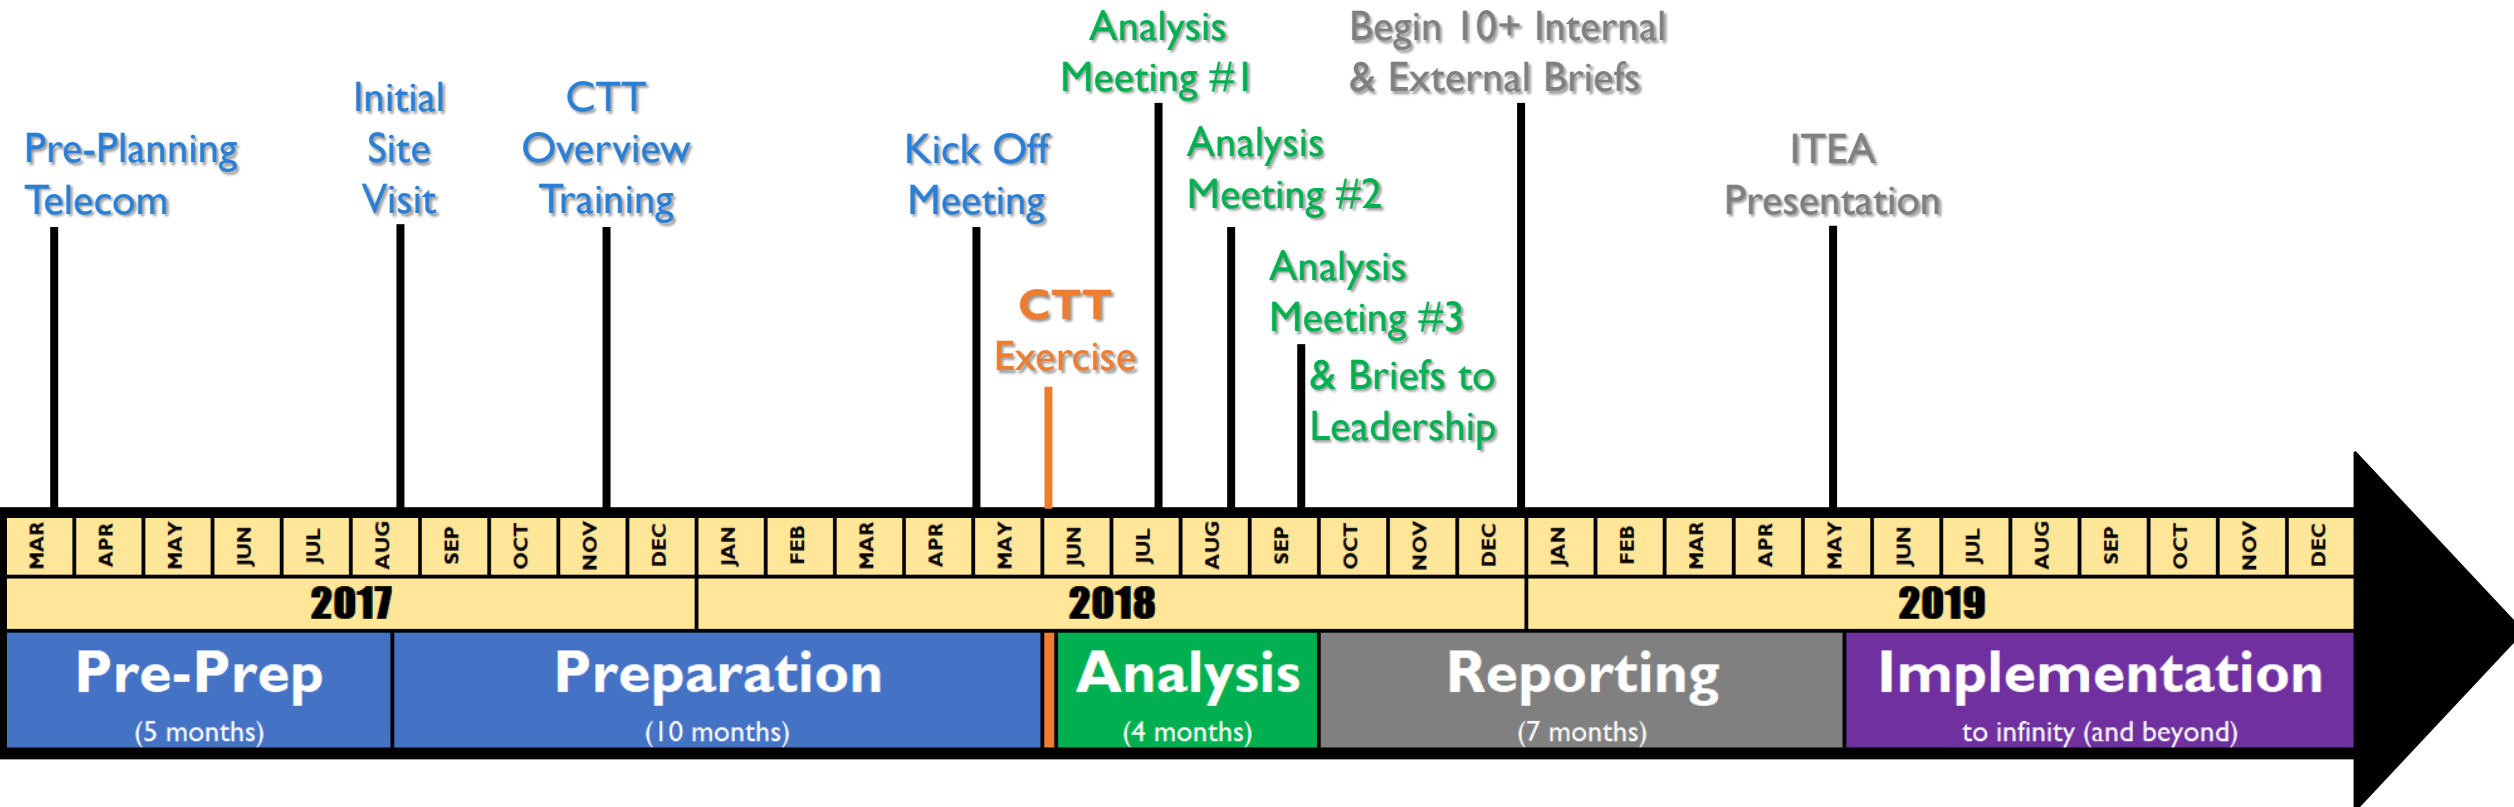 Pre-Planning
Telecom
Initial
Site
Visit
CTT
Overview
Training
Kick Off
Meeting
CTT
Exercise
Analysis
Meeting #1
Analysis
Meeting #2
Analysis
Meeting #3
& Briefs to
Leadership
Begin 10+ Internal
& External Briefs
ITEA
Presentation
MAR APR MAY JUN JUL AUG SEP OCT NOV DEC JAN FEB MAR APR MAY JUN JUL AUG SEP OCT NOV DEC JAN FEB MAR APR MAY JUN JUL AUG SEP OCT NOV DEC
2017 2018 2019
Pre-Prep Preparation Analysis Reporting Implementation
(5 months) (10 months) (4 months) (7 months) to infinity (and beyond)